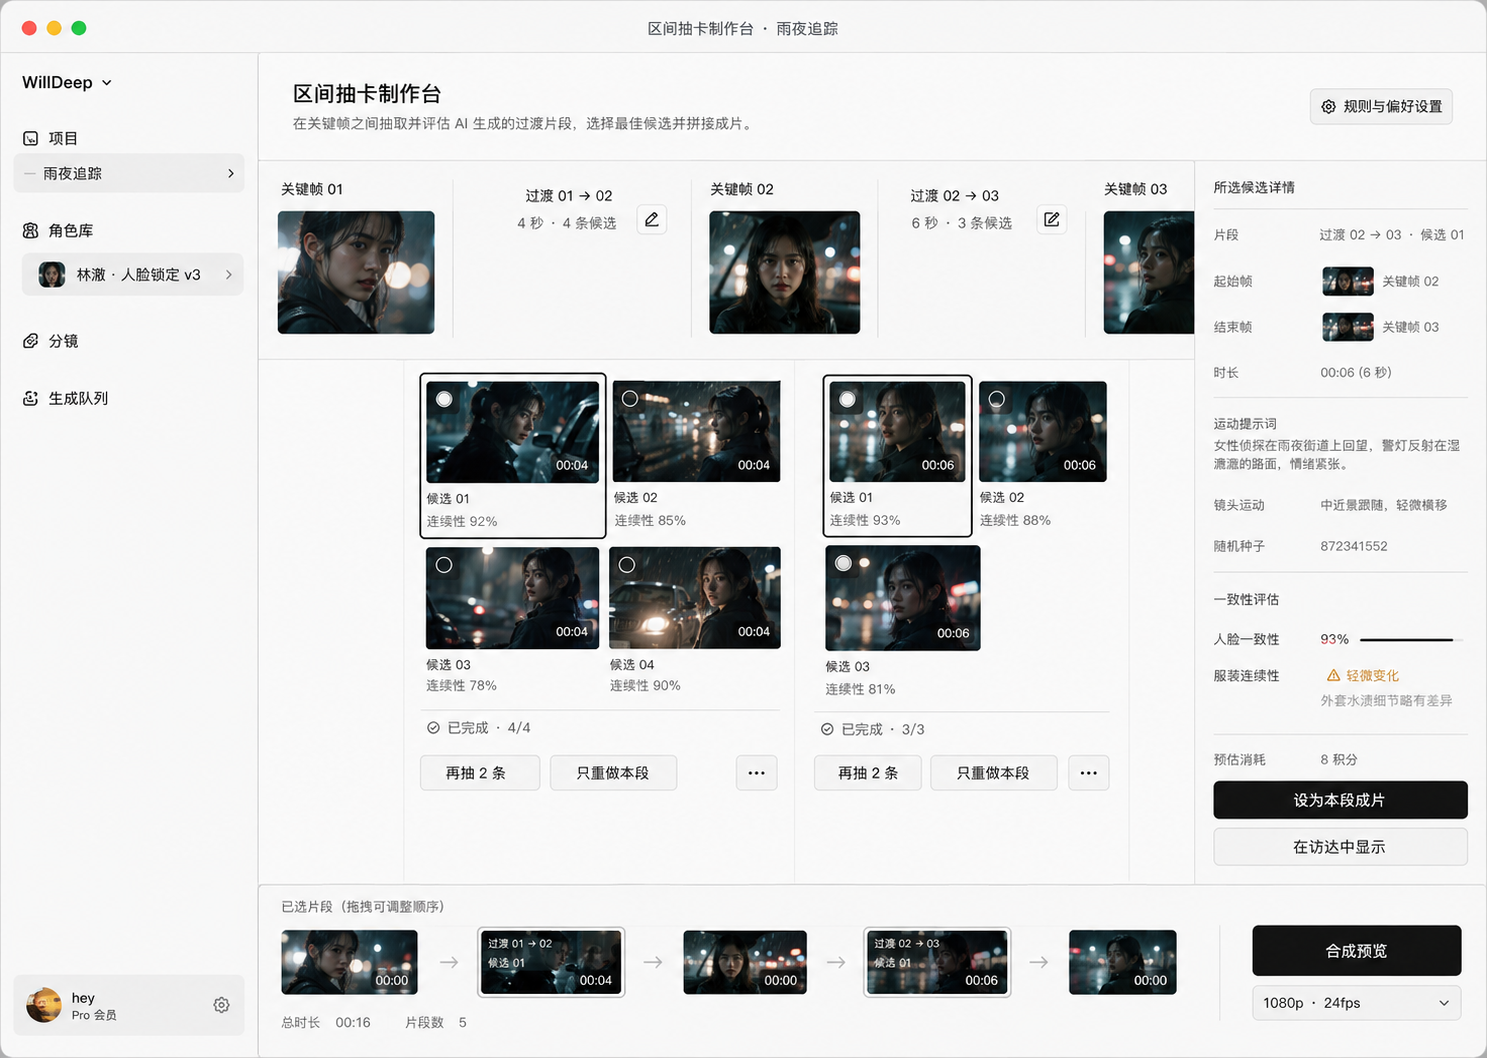 区间抽卡制作台 · 雨夜追踪
WillDeep
项目
雨夜追踪
角色库
林澈 · 人脸锁定 v3
分镜
生成队列
hey
Pro 会员
区间抽卡制作台
在关键帧之间抽取并评估 AI 生成的过渡片段，选择最佳候选并拼接成片。
规则与偏好设置
关键帧 01
过渡 01 → 02
4 秒 · 4 条候选
关键帧 02
过渡 02 → 03
6 秒 · 3 条候选
关键帧 03
00:04
候选 01
连续性 92%
00:04
候选 02
连续性 85%
00:04
候选 03
连续性 78%
00:04
候选 04
连续性 90%
已完成 · 4/4
再抽 2 条
只重做本段
00:06
候选 01
连续性 93%
00:06
候选 02
连续性 88%
00:06
候选 03
连续性 81%
已完成 · 3/3
再抽 2 条
只重做本段
所选候选详情
片段 过渡 02 → 03 · 候选 01
起始帧 关键帧 02
结束帧 关键帧 03
时长 00:06 (6 秒)
运动提示词
女性侦探在雨夜街道上回望，警灯反射在湿
漉漉的路面，情绪紧张。
镜头运动 中近景跟随，轻微横移
随机种子 872341552
一致性评估
人脸一致性 93%
服装连续性 轻微变化
外套水渍细节略有差异
预估消耗 8 积分
设为本段成片
在访达中显示
已选片段（拖拽可调整顺序）
00:00
过渡 01 → 02
候选 01
00:04
00:00
过渡 02 → 03
候选 01
00:06
00:00
总时长 00:16 片段数 5
合成预览
1080p · 24fps